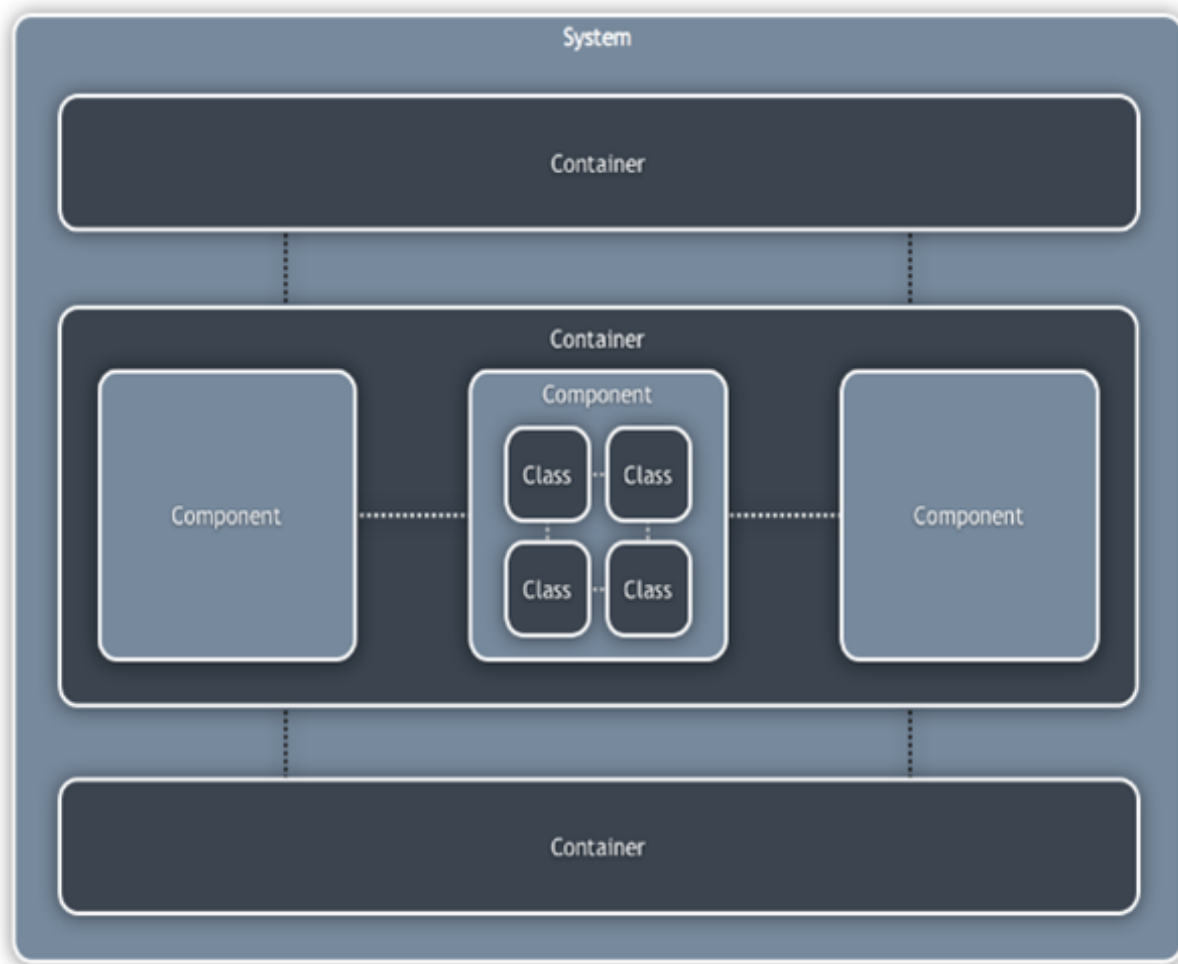 System
Container
Container
Component
Component
Class
Class
Class
Class
Component
Container